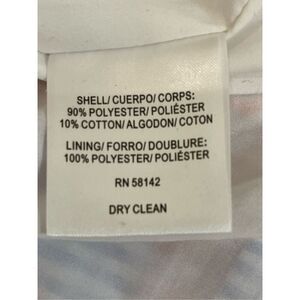 SHELL/ CUERPO/ CORPS:
90% POLYESTER/ POLIÉSTER
10% COTTON/ ALGODON/ COTON
LINING/ FORRO/ DOUBLURE:
100% POLYESTER/ POLIÉSTER
RN 58142
DRY CLEAN